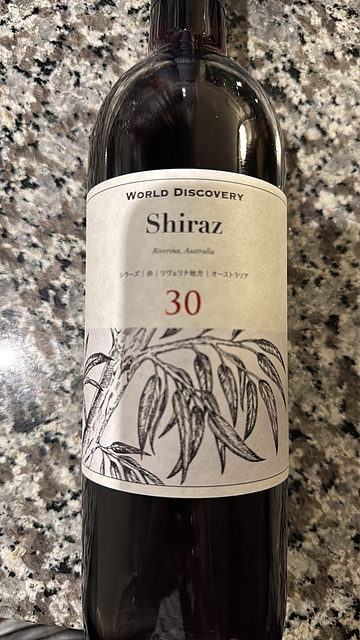 WORLD DISCOVERY
Shiraz
Riverina, Australia
シラーズ | 赤 | リヴェリナ地方 | オーストラリア
30